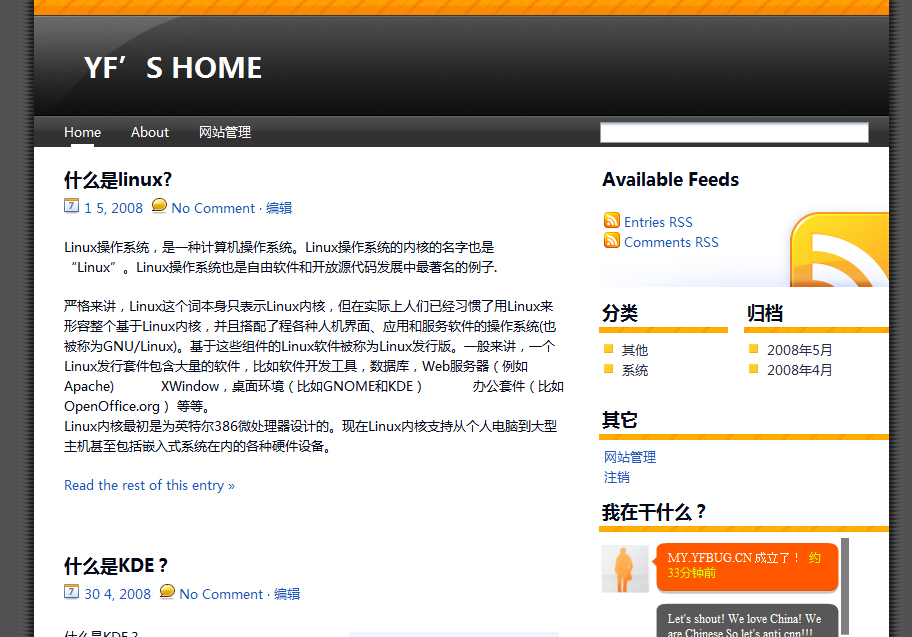 YF’S HOME
Home
About
网站管理
什么是linux?
7 1 5, 2008 No Comment · 编辑
Linux操作系统，是一种计算机操作系统。Linux操作系统的内核的名字也是
“Linux”。Linux操作系统也是自由软件和开放源代码发展中最著名的例子.
严格来讲，Linux这个词本身只表示Linux内核，但在实际上人们已经习惯了用Linux来
形容整个基于Linux内核，并且搭配了程各种人机界面、应用和服务软件的操作系统(也
被称为GNU/Linux)。基于这些组件的Linux软件被称为Linux发行版。一般来讲，一个
Linux发行套件包含大量的软件，比如软件开发工具，数据库，Web服务器（例如
Apache) XWindow，桌面环境（比如GNOME和KDE） 办公套件（比如
OpenOffice.org）等等。
Linux内核最初是为英特尔386微处理器设计的。现在Linux内核支持从个人电脑到大型
主机甚至包括嵌入式系统在内的各种硬件设备。
Read the rest of this entry »
什么是KDE？
7 30 4, 2008 No Comment · 编辑
什么是KDE？
Available Feeds
Entries RSS
Comments RSS
分类
其他
系统
归档
2008年5月
2008年4月
其它
网站管理
注销
我在干什么？
MY.YFBUG.CN 成立了！ 约
33分钟前
Let's shout! We love China! We
are Chinese.So let's anti cnn!!!